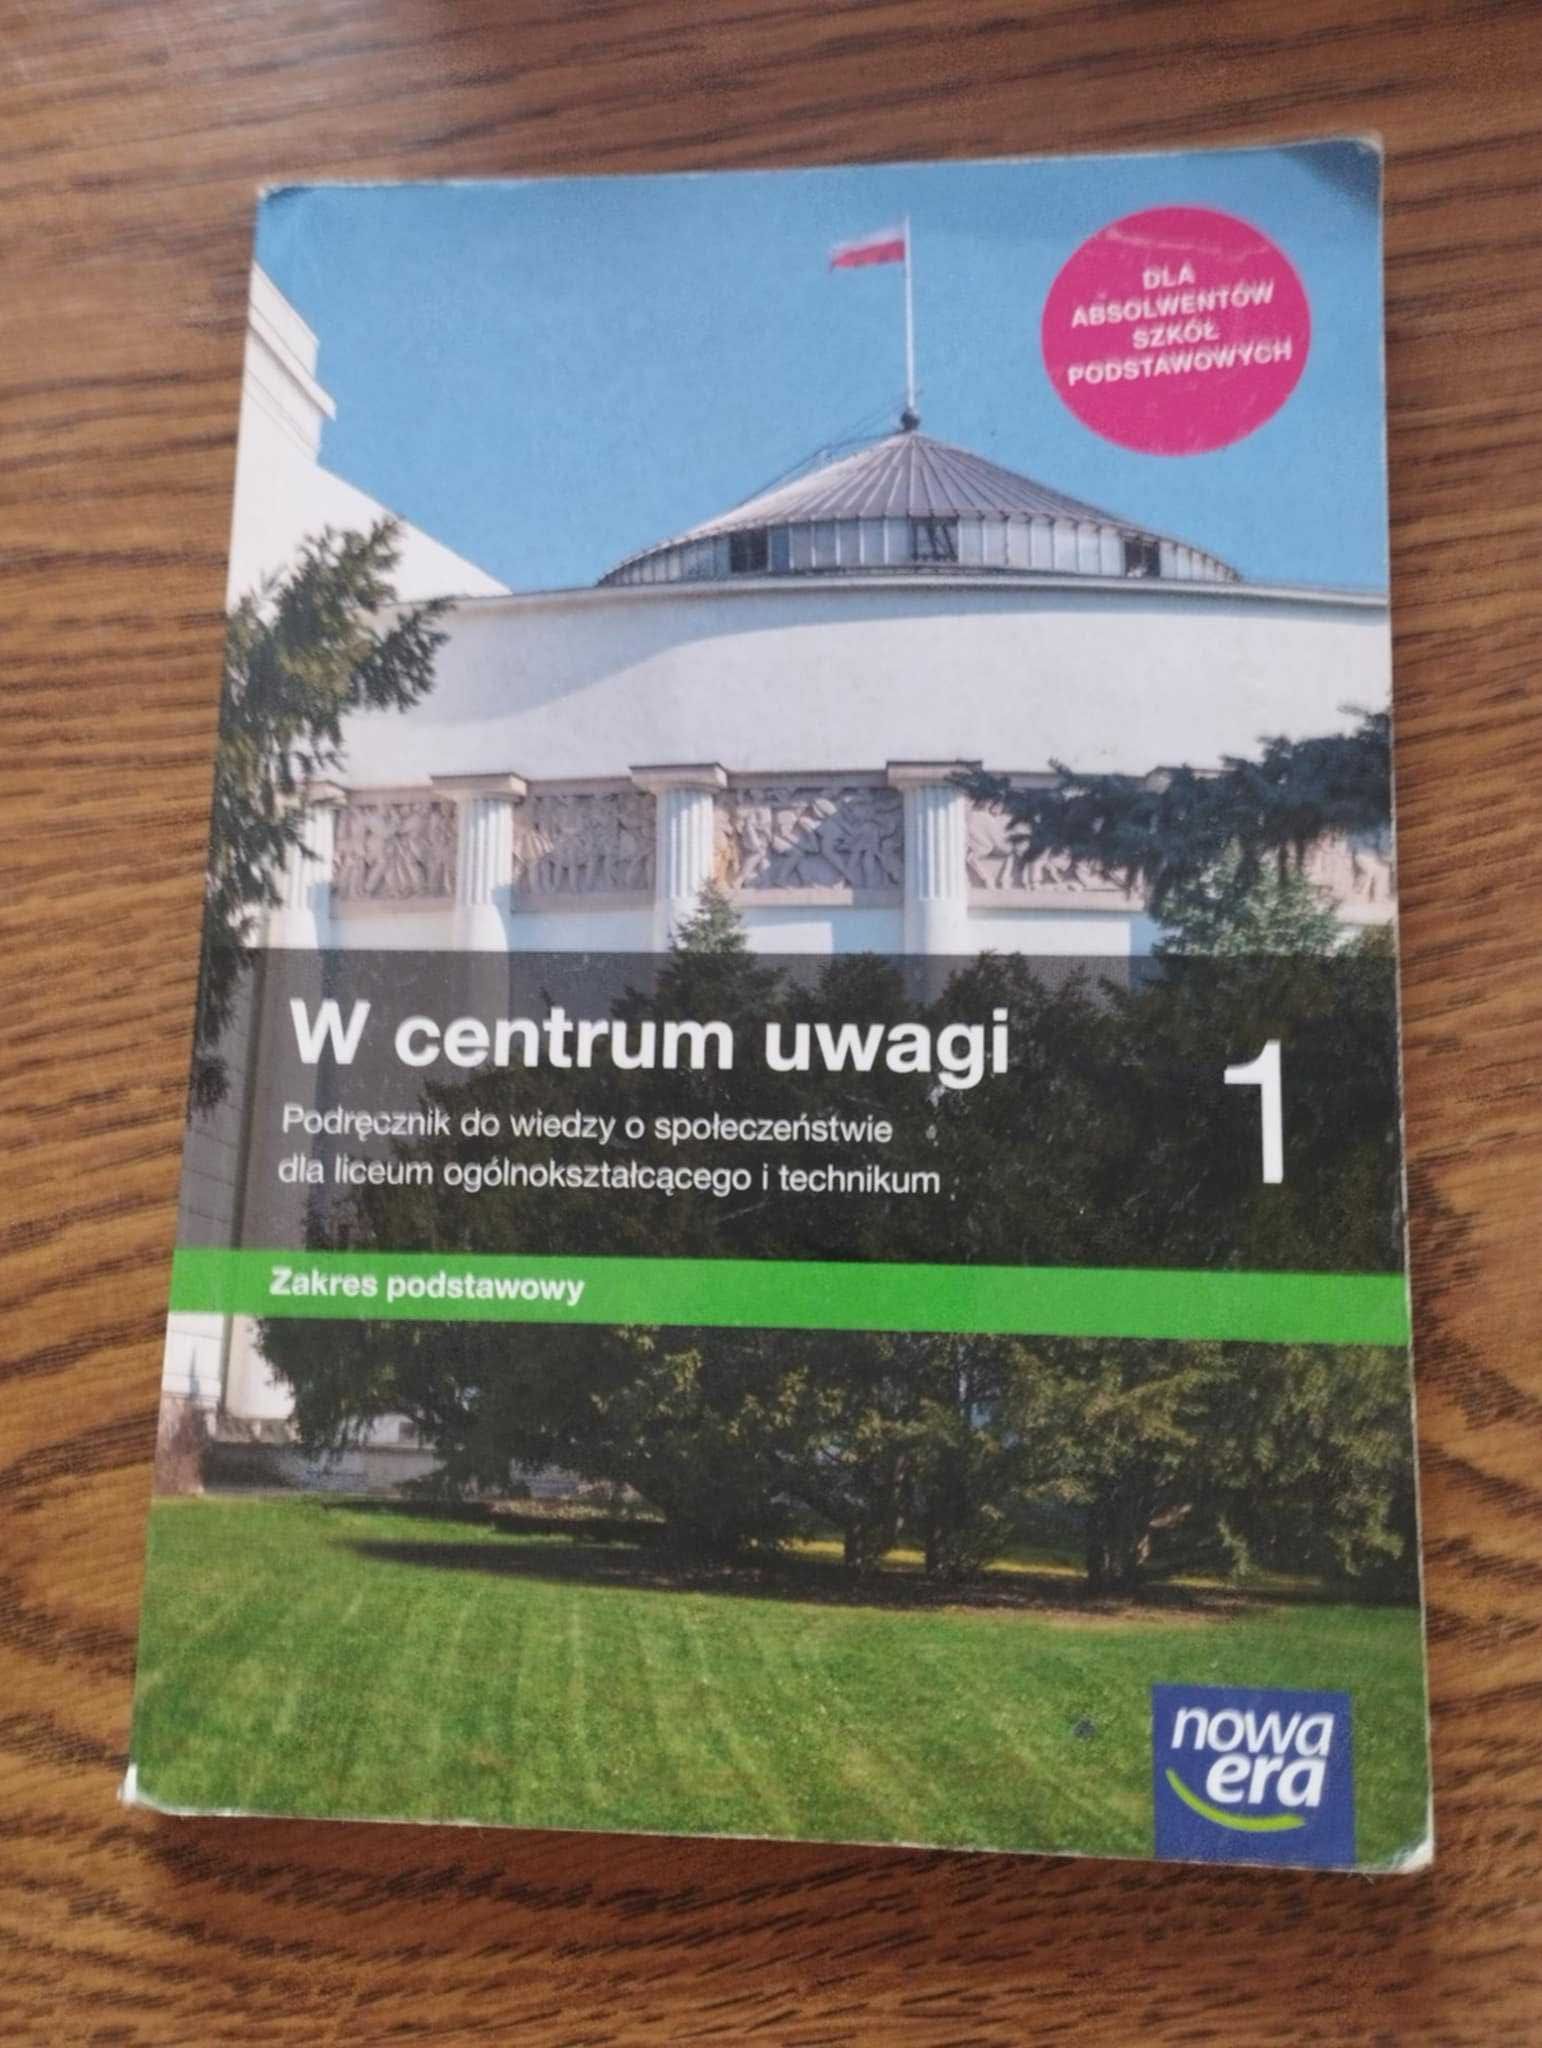 DLA
ABSOLWENTÓW
SZKÓŁ
PODSTAWOWYCH
W centrum uwagi 1
Podręcznik do wiedzy o społeczeństwie
dla liceum ogólnokształcącego i technikum
Zakres podstawowy
nowa
era